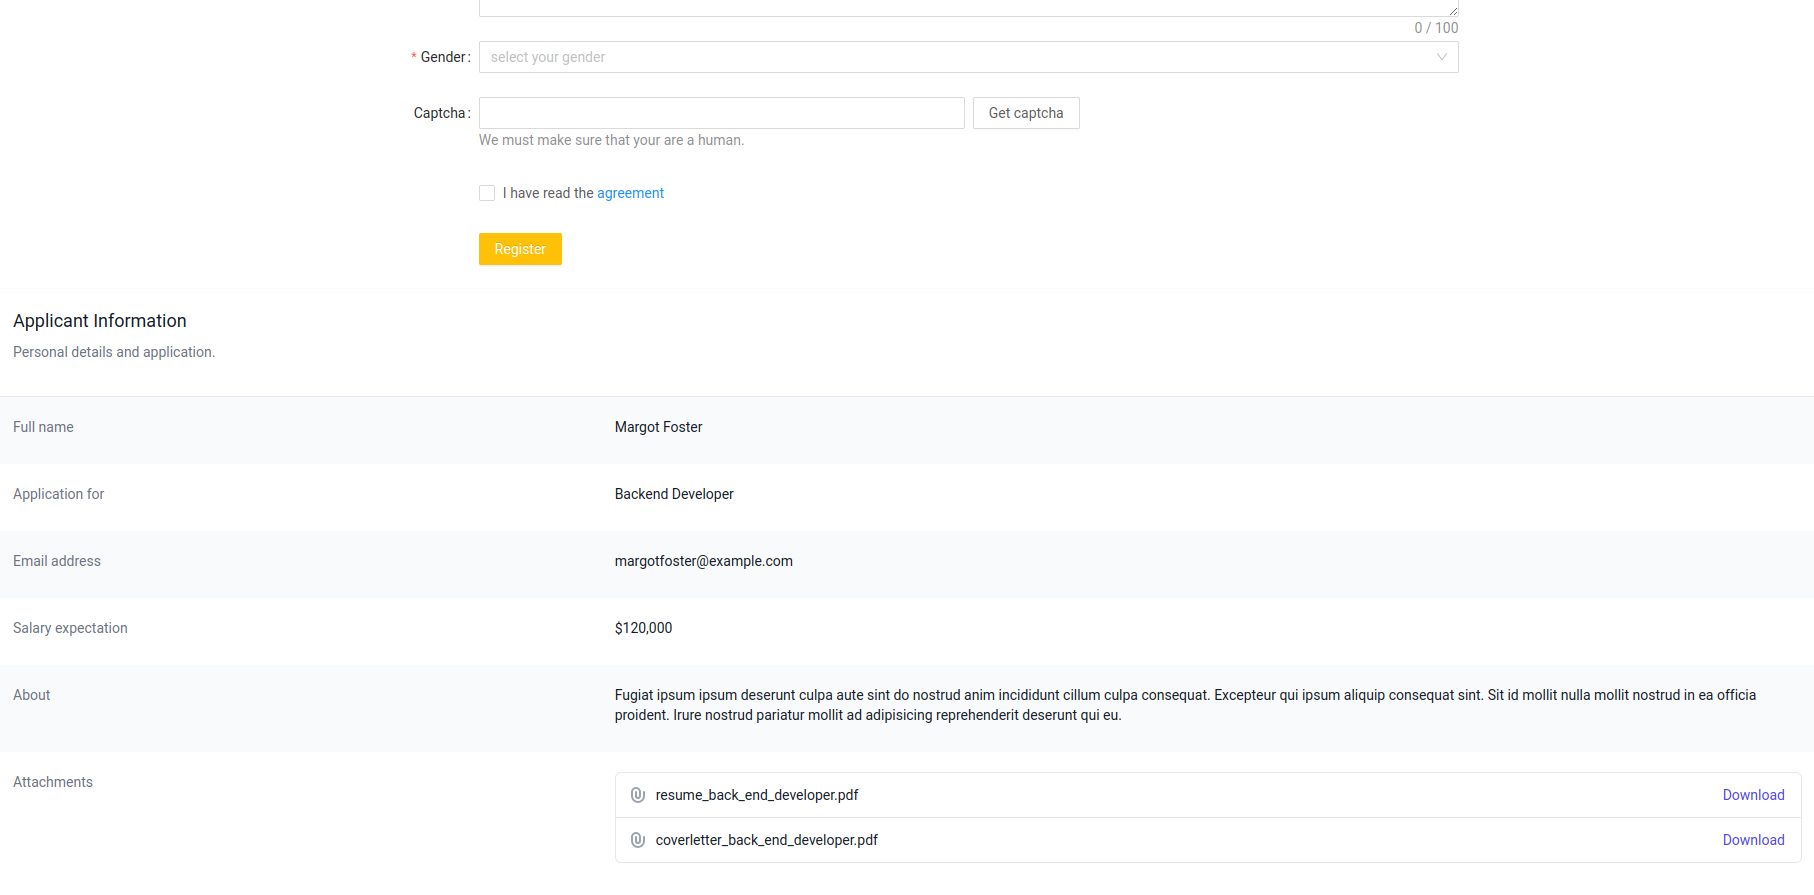 0 / 100
* Gender:
select your gender
Captcha:
Get captcha
We must make sure that your are a human.
I have read the agreement
Register
Applicant Information
Personal details and application.
Full name
Margot Foster
Application for
Backend Developer
Email address
margotfoster@example.com
Salary expectation
$120,000
About
Fugiat ipsum ipsum deserunt culpa aute sint do nostrud anim incididunt cillum culpa consequat. Excepteur qui ipsum aliquip consequat sint. Sit id mollit nulla mollit nostrud in ea officia
proident. Irure nostrud pariatur mollit ad adipisicing reprehenderit deserunt qui eu.
Attachments
resume_back_end_developer.pdf
Download
coverletter_back_end_developer.pdf
Download